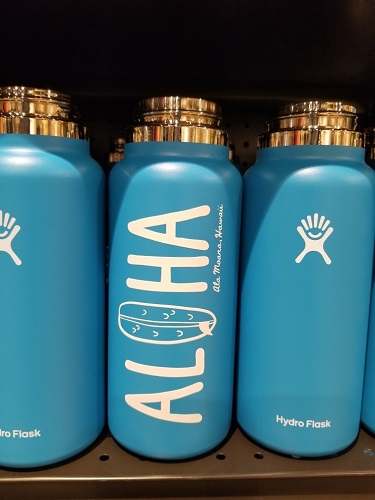 dro Flask
ALOHA
Ala Moana, Hawaii
Hydro Flask